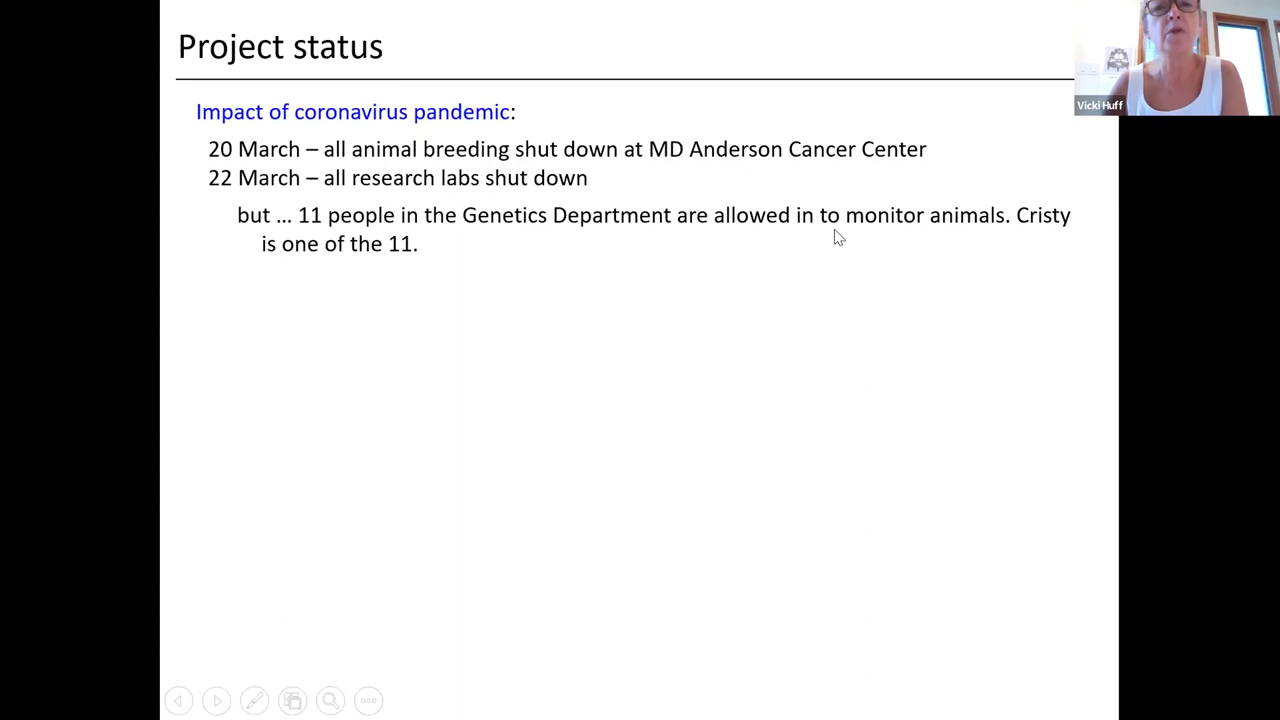 Project status
Vicki Huff
Impact of coronavirus pandemic:
20 March – all animal breeding shut down at MD Anderson Cancer Center
22 March – all research labs shut down
but ... 11 people in the Genetics Department are allowed in to monitor animals. Cristy
is one of the 11.